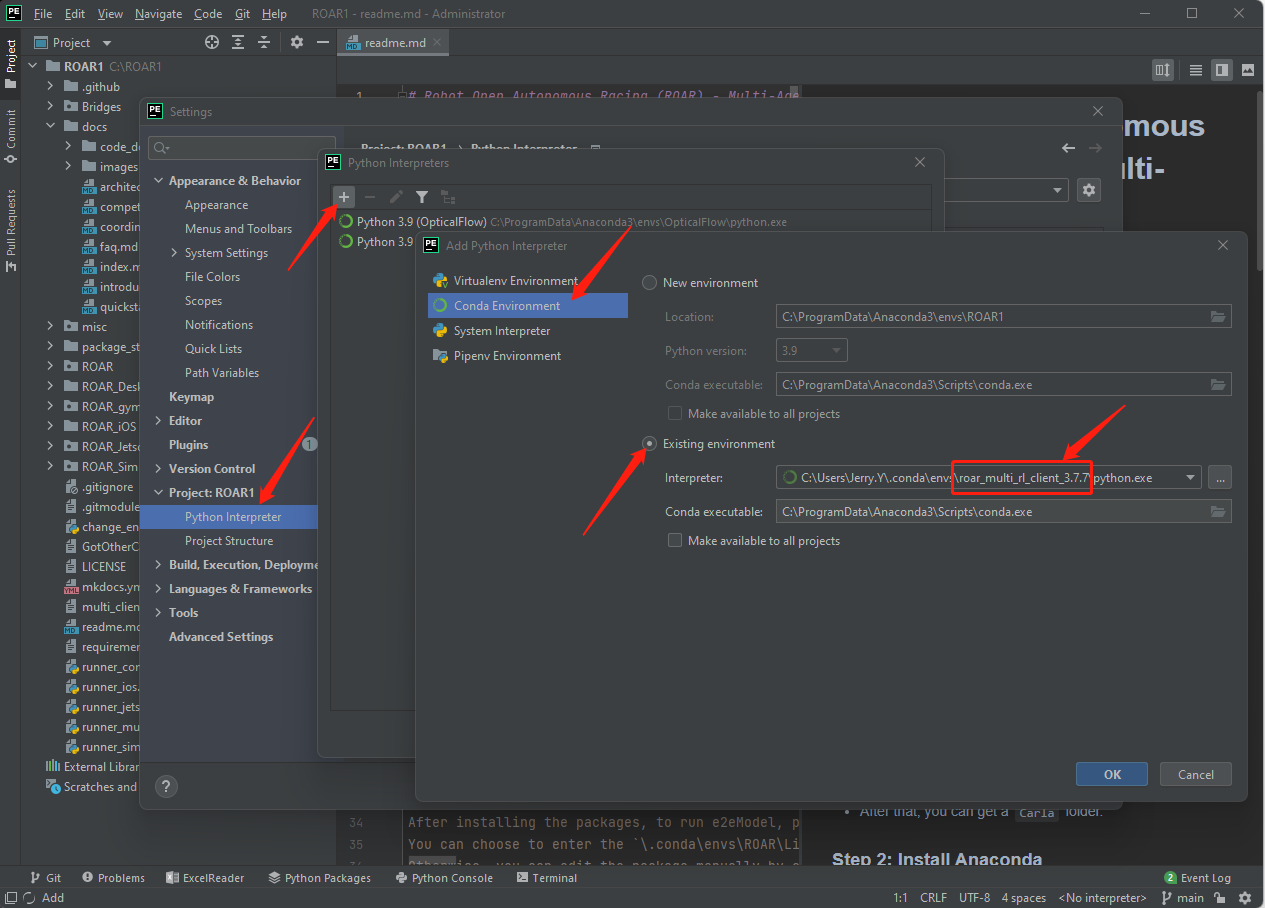 PE File Edit View Navigate Code Git Help ROAR1 - readme.md - Administrator
Project
Commit
Pull Requests
Project
readme.md
ROAR1 C:\ROAR1
.github
Bridges
docs
code_d
images
architec
compet
coordin
faq.md
index.m
introdu
quicksta
misc
package_st
ROAR
ROAR_Desk
ROAR_gym
ROAR_iOS
ROAR_Jetso
ROAR_Sim
.gitignore
.gitmodule
change_en
GotOtherC
LICENSE
mkdocs.ym
multi_clien
readme.md
requiremen
runner_con
runner_ios.
runner_jets
runner_mu
runner_sim
External Librar
Scratches and
1 # Robot Open Autonomous Racing (ROAR) - Multi-Age
mous
lti-
PE Settings
Project: ROAR1 › Python Interpreter
Appearance & Behavior
Appearance
Menus and Toolbars
System Settings
File Colors
Scopes
Notifications
Quick Lists
Path Variables
Keymap
Editor
Plugins 1
Version Control
Project: ROAR1
Python Interpreter
Project Structure
Build, Execution, Deployme
Languages & Frameworks
Tools
Advanced Settings
?
PE Python Interpreters
Python 3.9 (OpticalFlow) C:\ProgramData\Anaconda3\envs\OpticalFlow\python.exe
Python 3.9
PE Add Python Interpreter
Virtualenv Environment
Conda Environment
System Interpreter
Pipenv Environment
New environment
Location: C:\ProgramData\Anaconda3\envs\ROAR1
Python version: 3.9
Conda executable: C:\ProgramData\Anaconda3\Scripts\conda.exe
Make available to all projects
Existing environment
Interpreter: C:\Users\Jerry.Y\.conda\envs\roar_multi_rl_client_3.7.7\python.exe ...
Conda executable: C:\ProgramData\Anaconda3\Scripts\conda.exe
Make available to all projects
OK Cancel
34 After installing the packages, to run e2eModel, p
35 You can choose to enter the `\.conda\envs\ROAR\Li
After that, you can get a Carla folder.
Step 2: Install Anaconda
Git Problems ExcelReader Python Packages Python Console Terminal 2 Event Log
Add 1:1 CRLF UTF-8 4 spaces <No interpreter> main